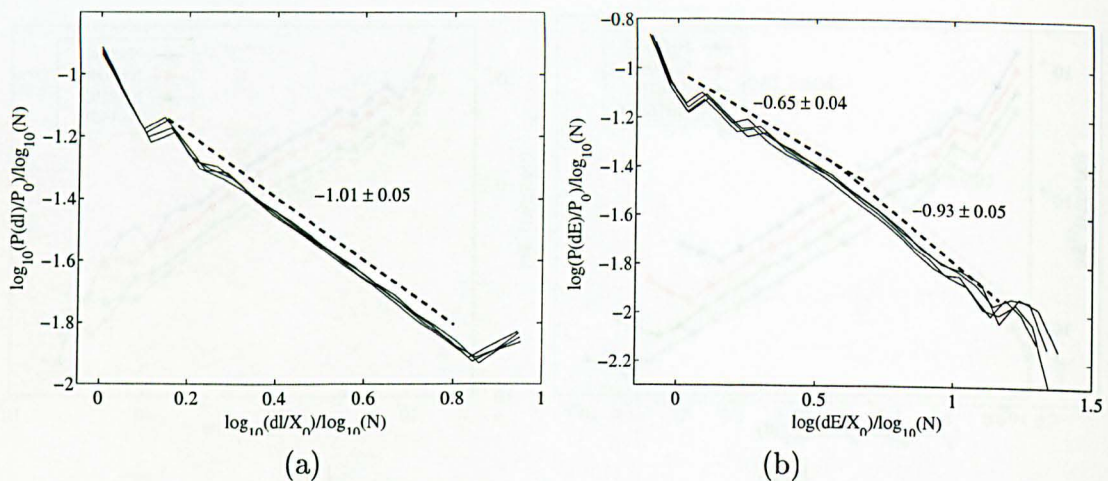 −1
−1.2
−1.4
−1.6
−1.8
−2
0
0.2
0.4
0.6
0.8
1
log10(P(dl)/P0)/log10(N)
log10(dl/X0)/log10(N)
−1.01 ± 0.05
(a)
−0.8
−1
−1.2
−1.4
−1.6
−1.8
−2
−2.2
0
0.5
1
1.5
log(P(dE)/P0)/log10(N)
log(dE/X0)/log10(N)
−0.65 ± 0.04
−0.93 ± 0.05
(b)